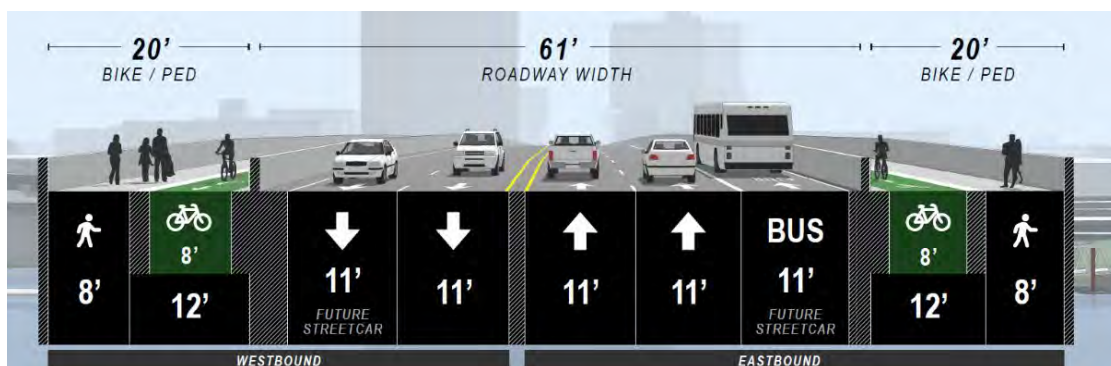 20’
BIKE / PED
61’
ROADWAY WIDTH
20’
BIKE / PED
8’
8’
12’
11’
FUTURE
STREETCAR
11’
11’
11’
BUS
11’
FUTURE
STREETCAR
8’
12’
8’
WESTBOUND
EASTBOUND